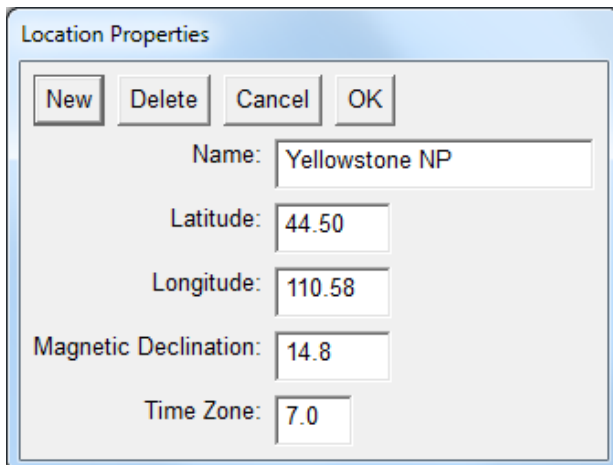 Location Properties
New Delete Cancel OK
Name: Yellowstone NP
Latitude: 44.50
Longitude: 110.58
Magnetic Declination: 14.8
Time Zone: 7.0